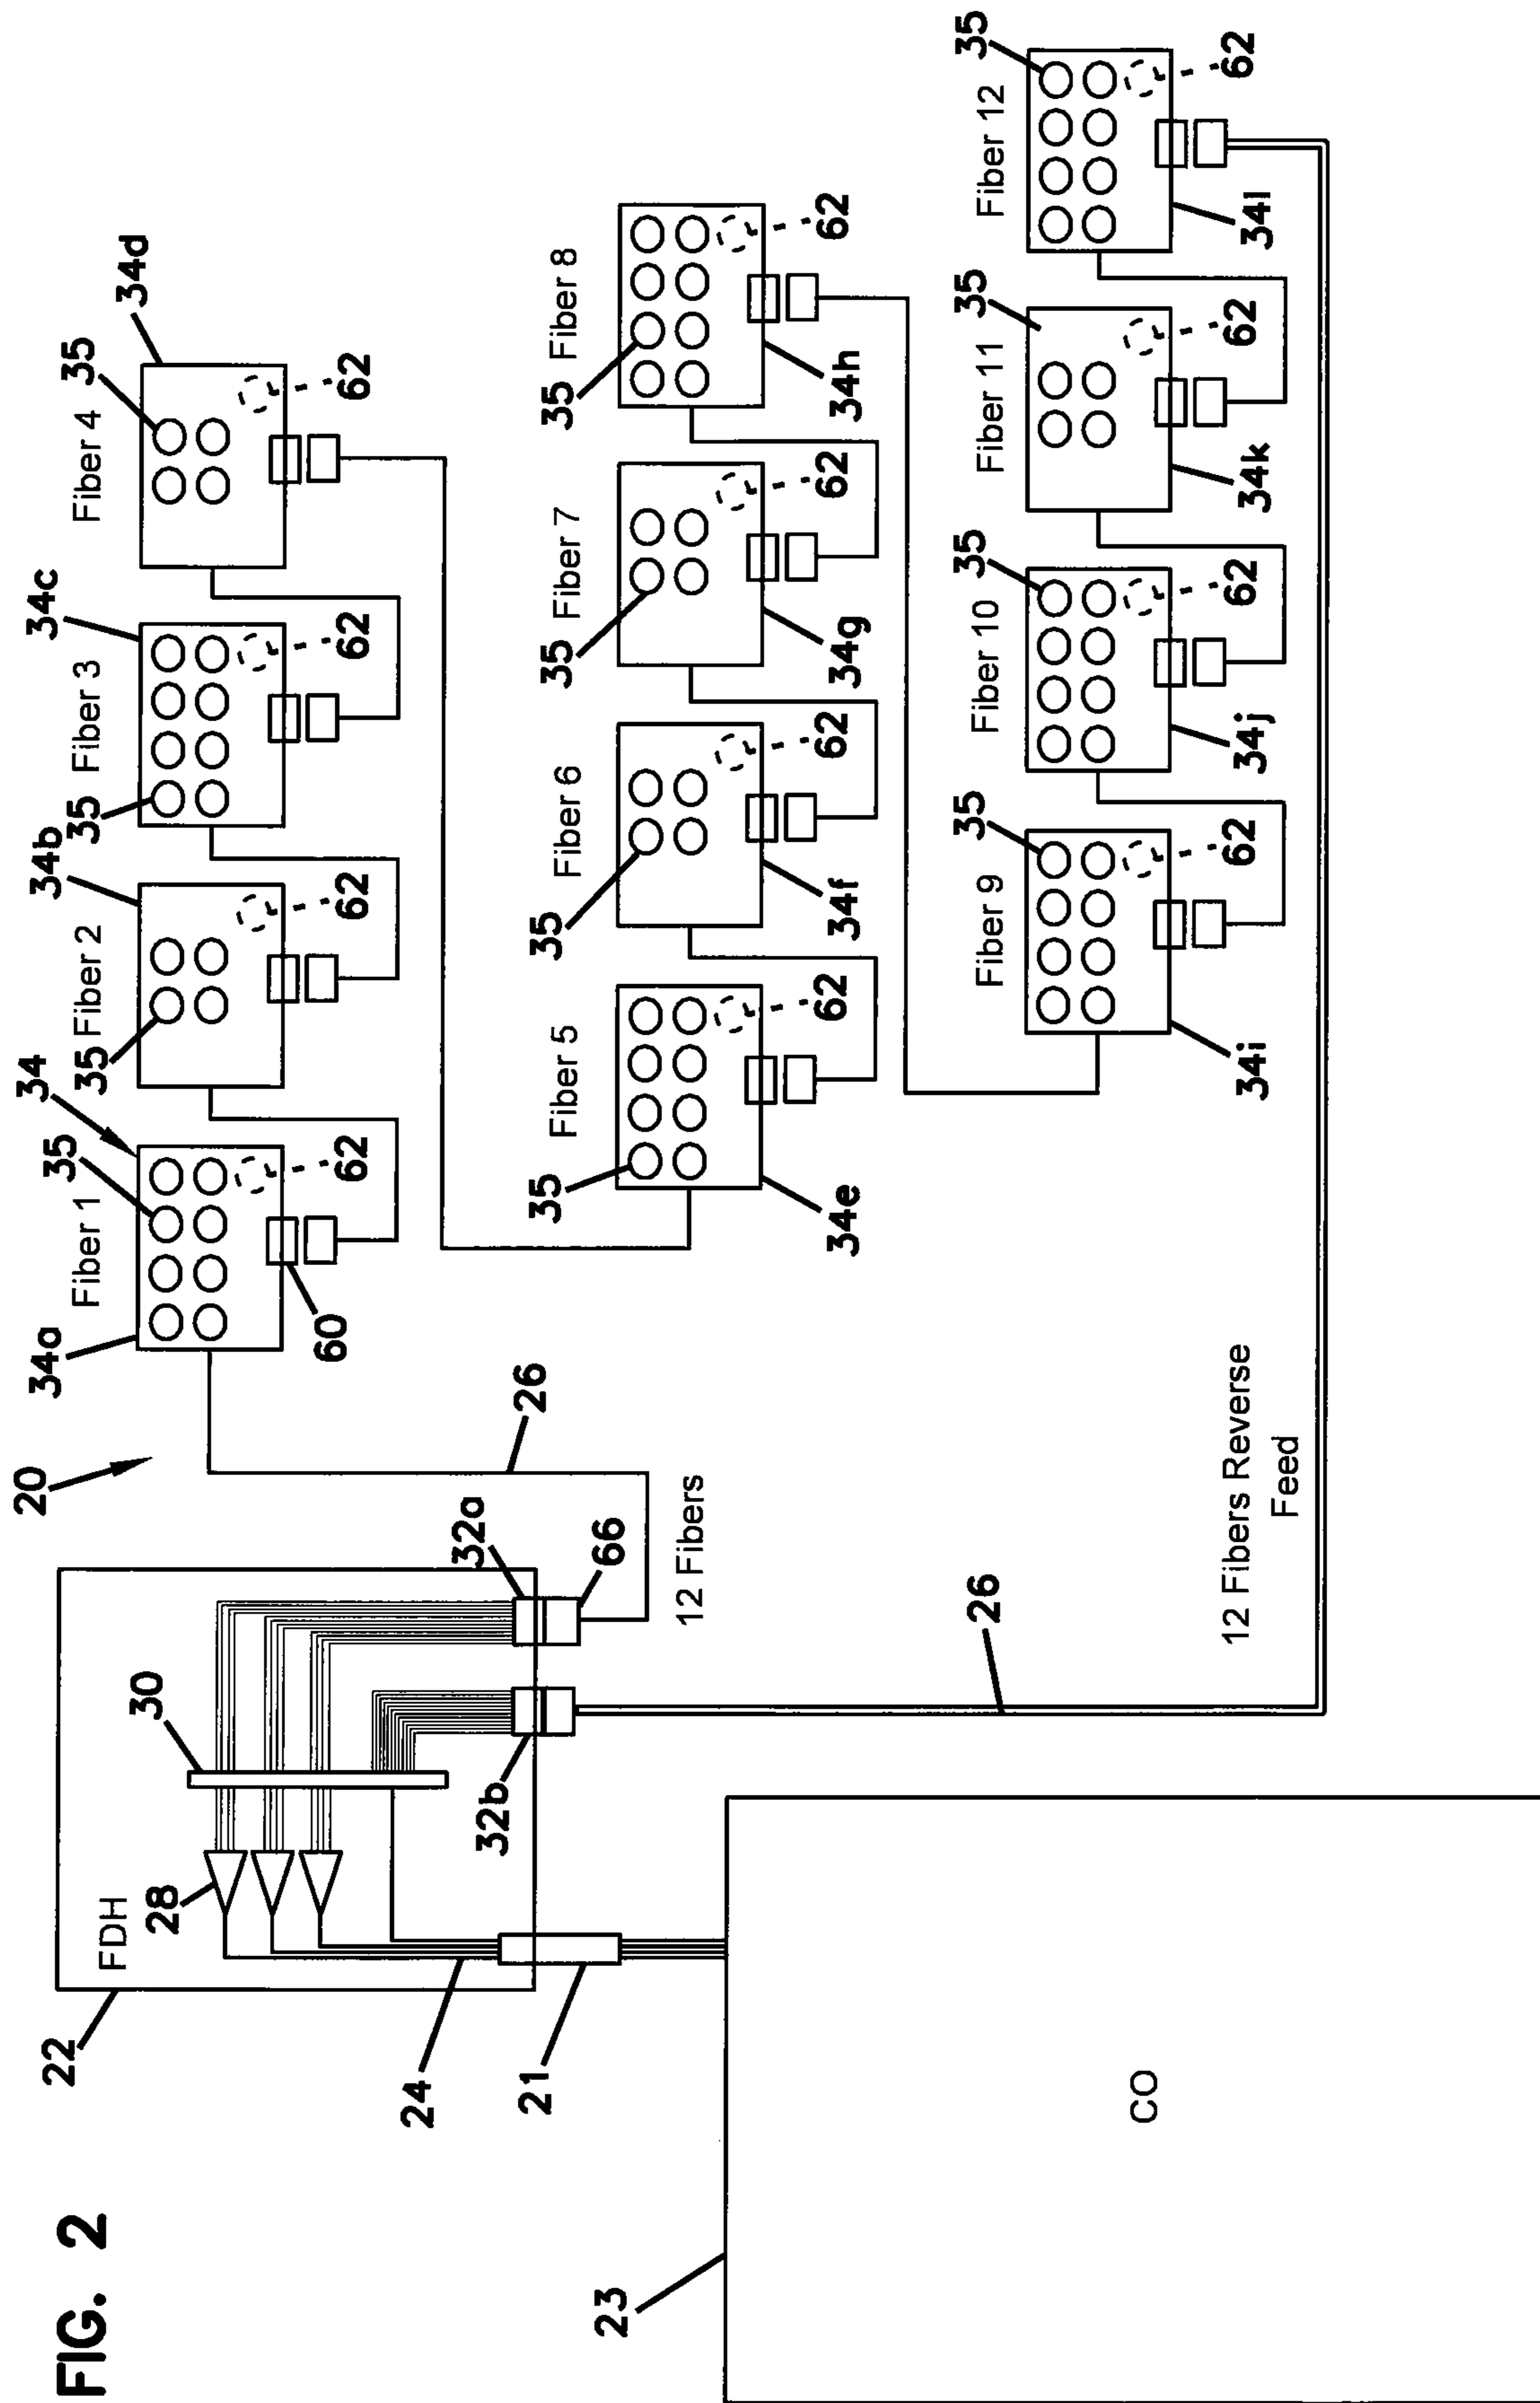 FIG. 2
20
34a
Fiber 1
35
34
35
Fiber 2
34b
35
Fiber 3
34c
Fiber 4
35
34d
60
62
62
62
62
22
FDH
28
30
32a
66
26
12 Fibers
32b
24
21
35
Fiber 5
35
Fiber 6
35
Fiber 7
35
Fiber 8
62
62
62
62
34e
34f
34g
34h
23
CO
26
12 Fibers Reverse
Feed
Fiber 9
35
Fiber 10
35
Fiber 11
35
Fiber 12
35
62
62
62
62
34i
34j
34k
34l